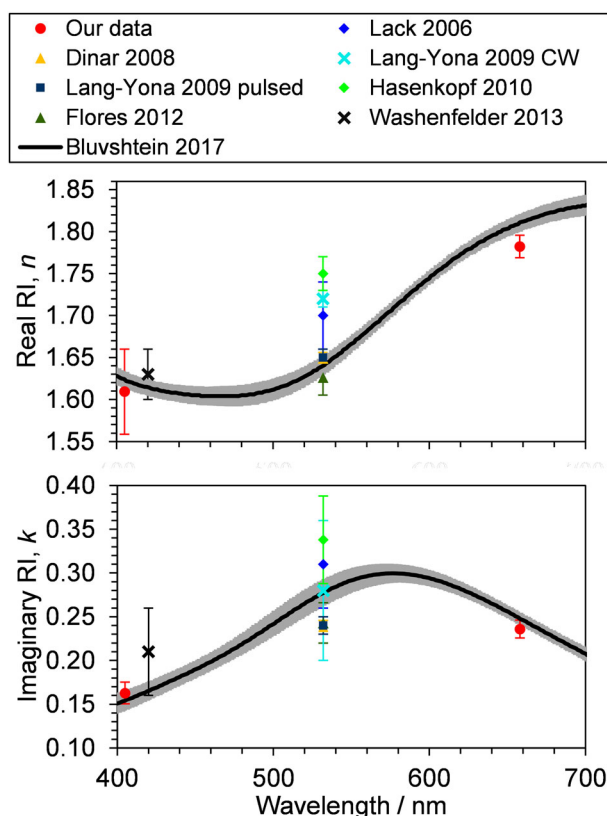 Our data
Lack 2006
Dinar 2008
Lang-Yona 2009 CW
Lang-Yona 2009 pulsed
Hasenkopf 2010
Flores 2012
Washenfelder 2013
Bluvshtein 2017
Real RI, n
1.85
1.80
1.75
1.70
1.65
1.60
1.55
Imaginary RI, k
0.40
0.35
0.30
0.25
0.20
0.15
0.10
400 500 600 700
Wavelength / nm